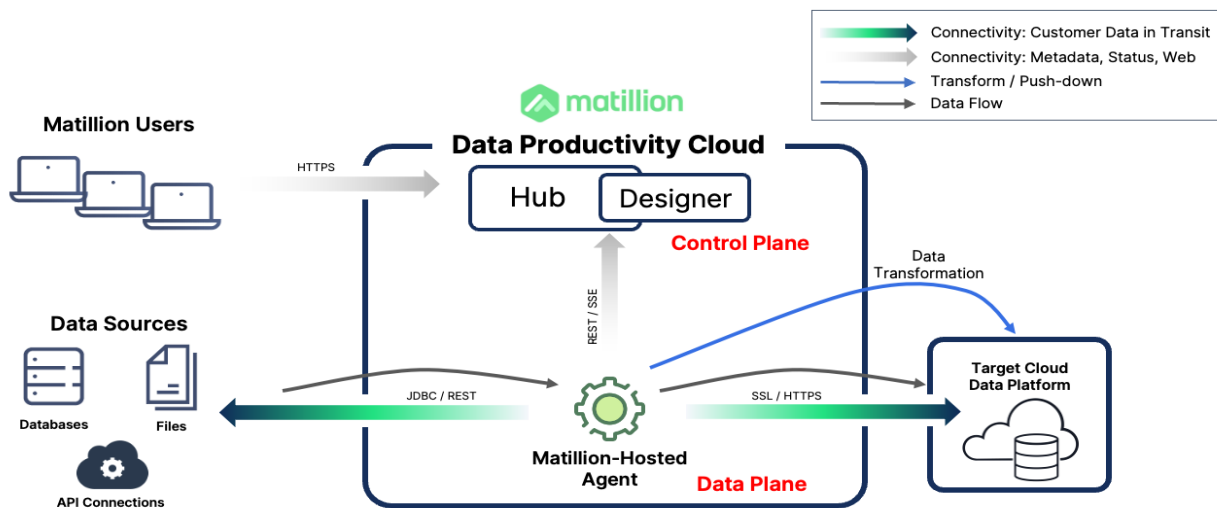 Connectivity: Customer Data in Transit
Connectivity: Metadata, Status, Web
Transform / Push-down
Data Flow
matillion
Matillion Users
Data Productivity Cloud
HTTPS
Hub
Designer
Control Plane
Data
Transformation
REST / SSE
Data Sources
Databases
Files
API Connections
JDBC / REST
SSL / HTTPS
Matillion-Hosted
Agent
Data Plane
Target Cloud
Data Platform